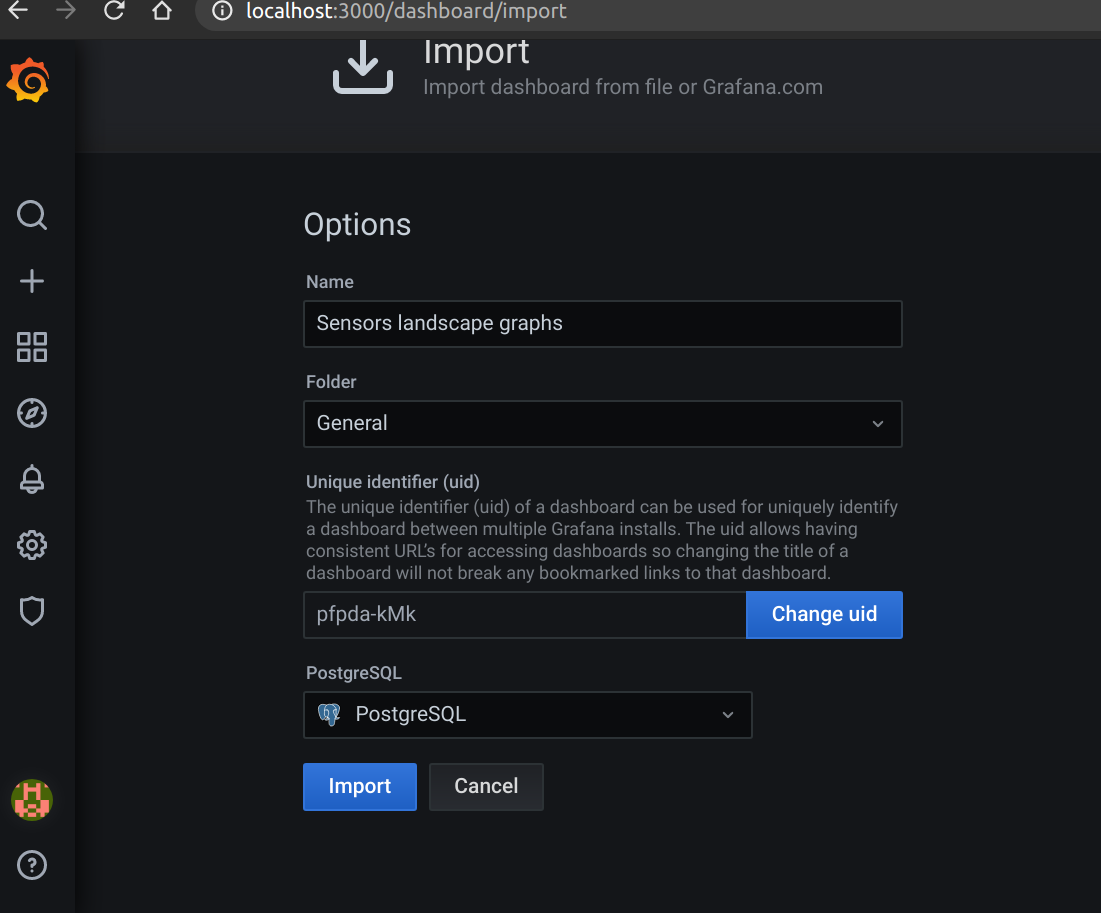 localhost:3000/dashboard/import
Import
Import dashboard from file or Grafana.com
Options
Name
Sensors landscape graphs
Folder
General
Unique identifier (uid)
The unique identifier (uid) of a dashboard can be used for uniquely identify
a dashboard between multiple Grafana installs. The uid allows having
consistent URL's for accessing dashboards so changing the title of a
dashboard will not break any bookmarked links to that dashboard.
pfpda-kMk
Change uid
PostgreSQL
PostgreSQL
Import
Cancel